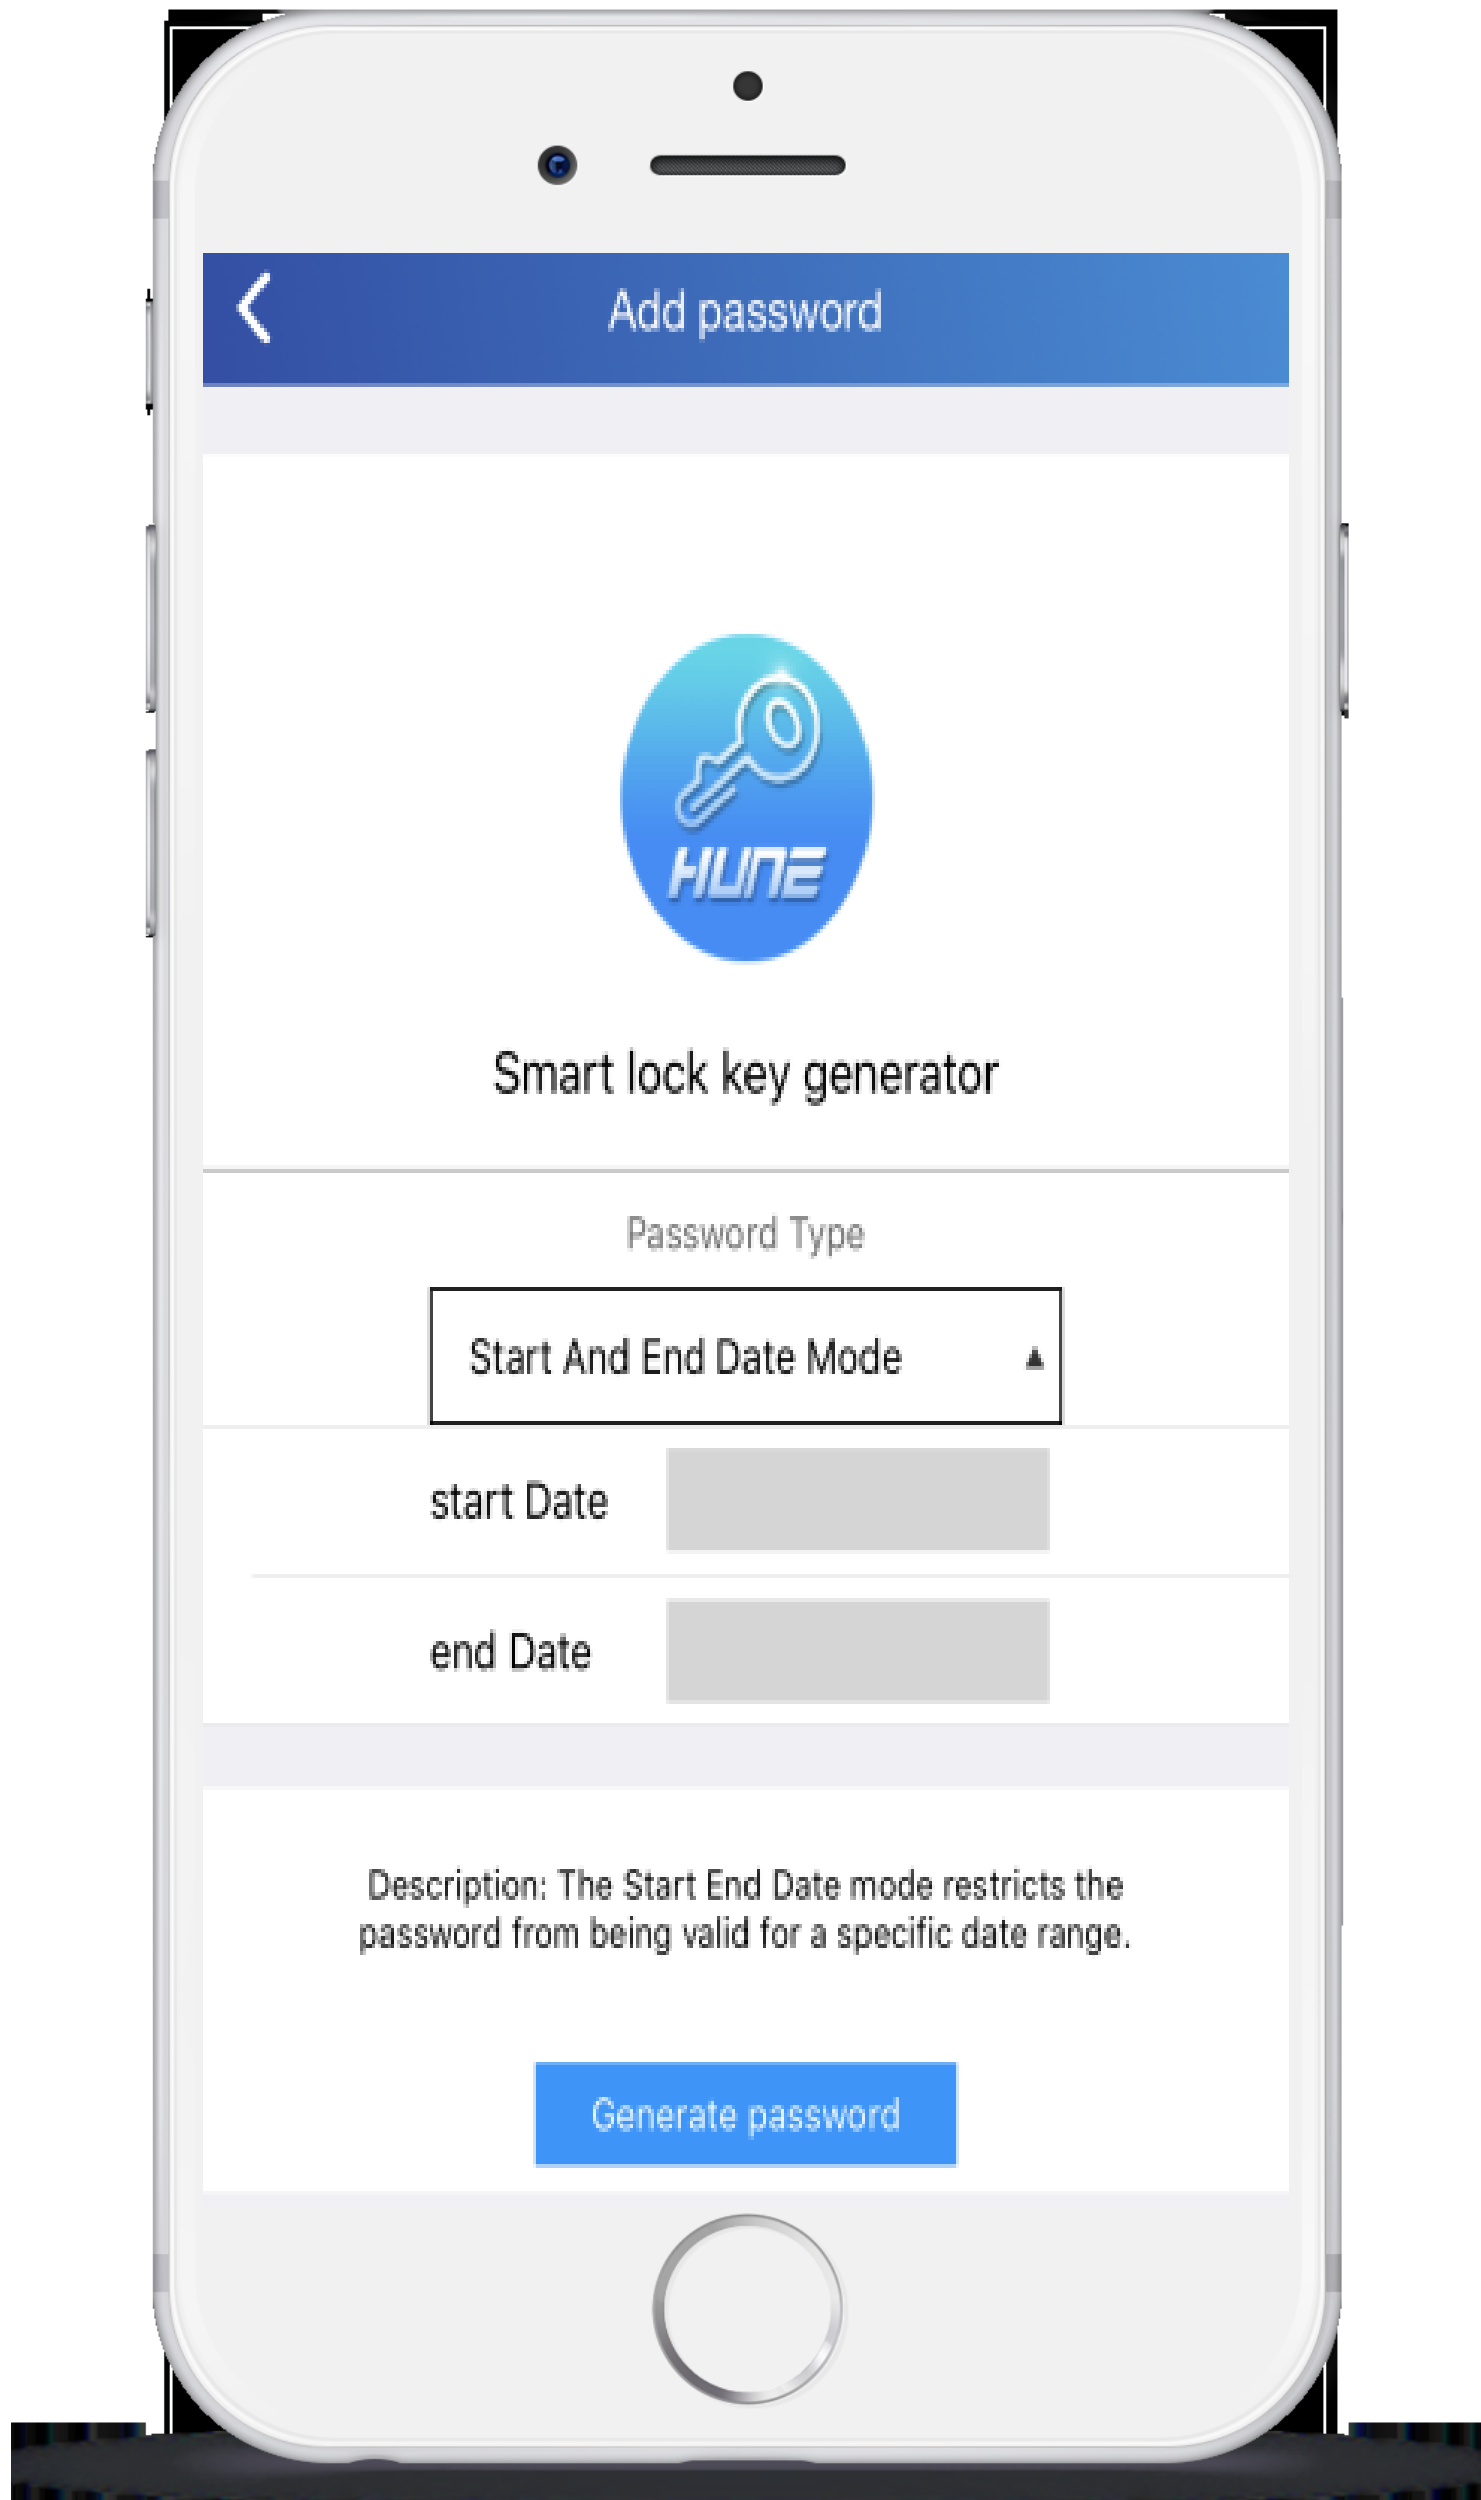 Add password
HUNE
Smart lock key generator
Password Type
Start And End Date Mode
start Date
end Date
Description: The Start End Date mode restricts the
password from being valid for a specific date range.
Generate password